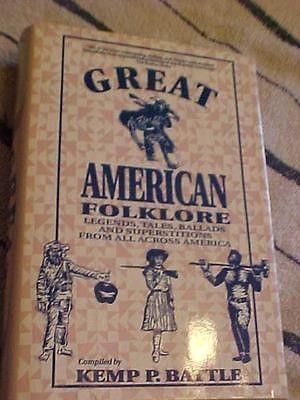 GREAT
AMERICAN
FOLKLORE
LEGENDS, TALES, BALLADS
AND SUPERSTITIONS
FROM ALL ACROSS AMERICA
Compiled by
KEMP P. BATTLE